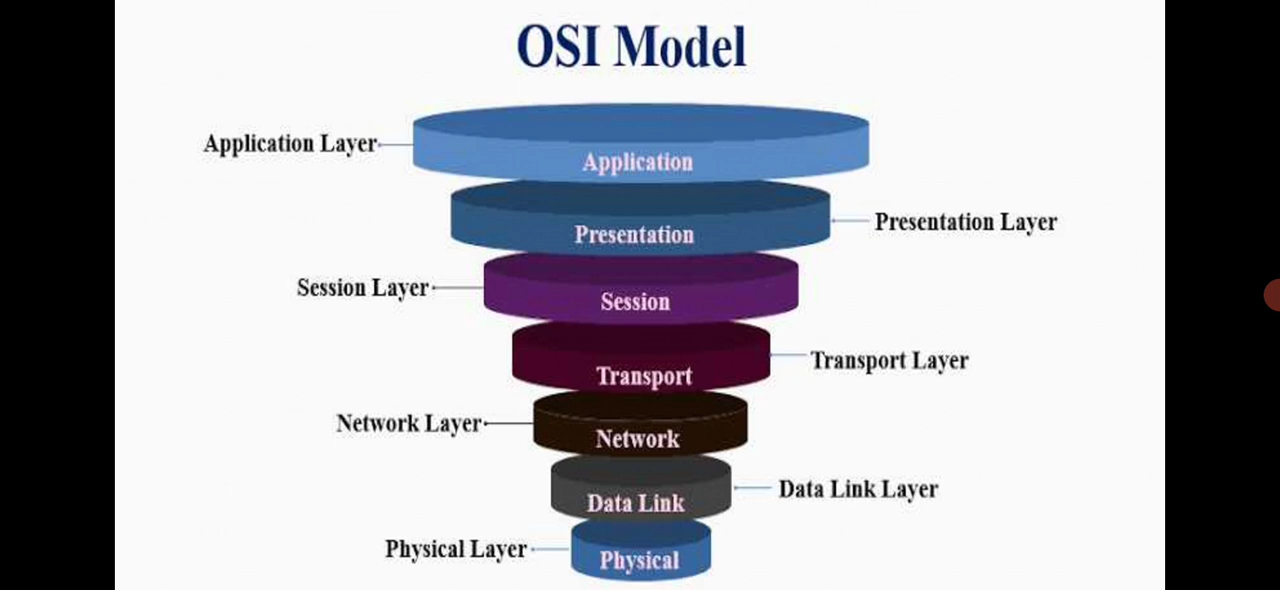 OSI Model
Application Layer
Application
Presentation Layer
Presentation
Session Layer
Session
Transport Layer
Transport
Network Layer
Network
Data Link Layer
Data Link
Physical Layer
Physical